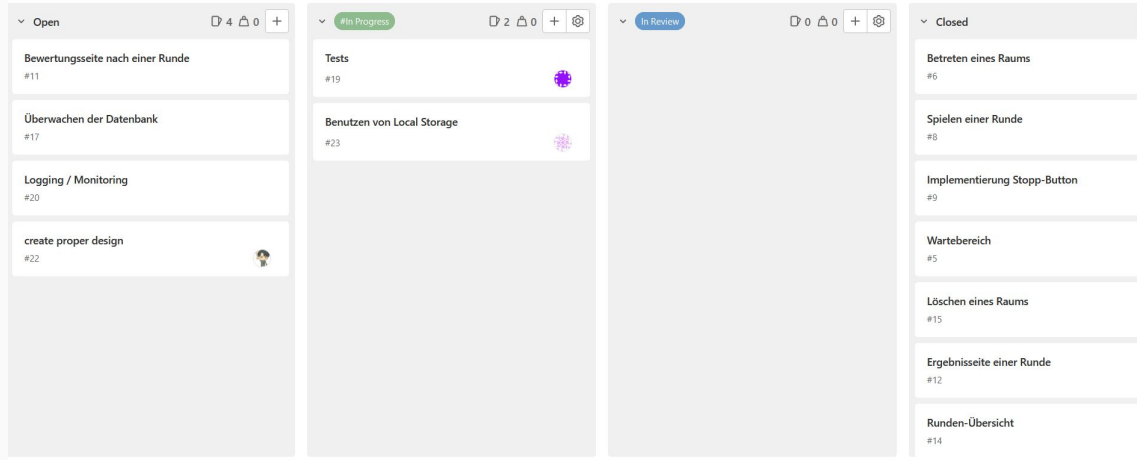 Open 4 0
Bewertungsseite nach einer Runde
#11
Überwachen der Datenbank
#17
Logging / Monitoring
#20
create proper design
#22
#In Progress 2 0
Tests
#19
Benutzen von Local Storage
#23
In Review 0 0
Closed
Betreten eines Raums
#6
Spielen einer Runde
#8
Implementierung Stopp-Button
#9
Wartebereich
#5
Löschen eines Raums
#15
Ergebnisseite einer Runde
#12
Runden-Übersicht
#14